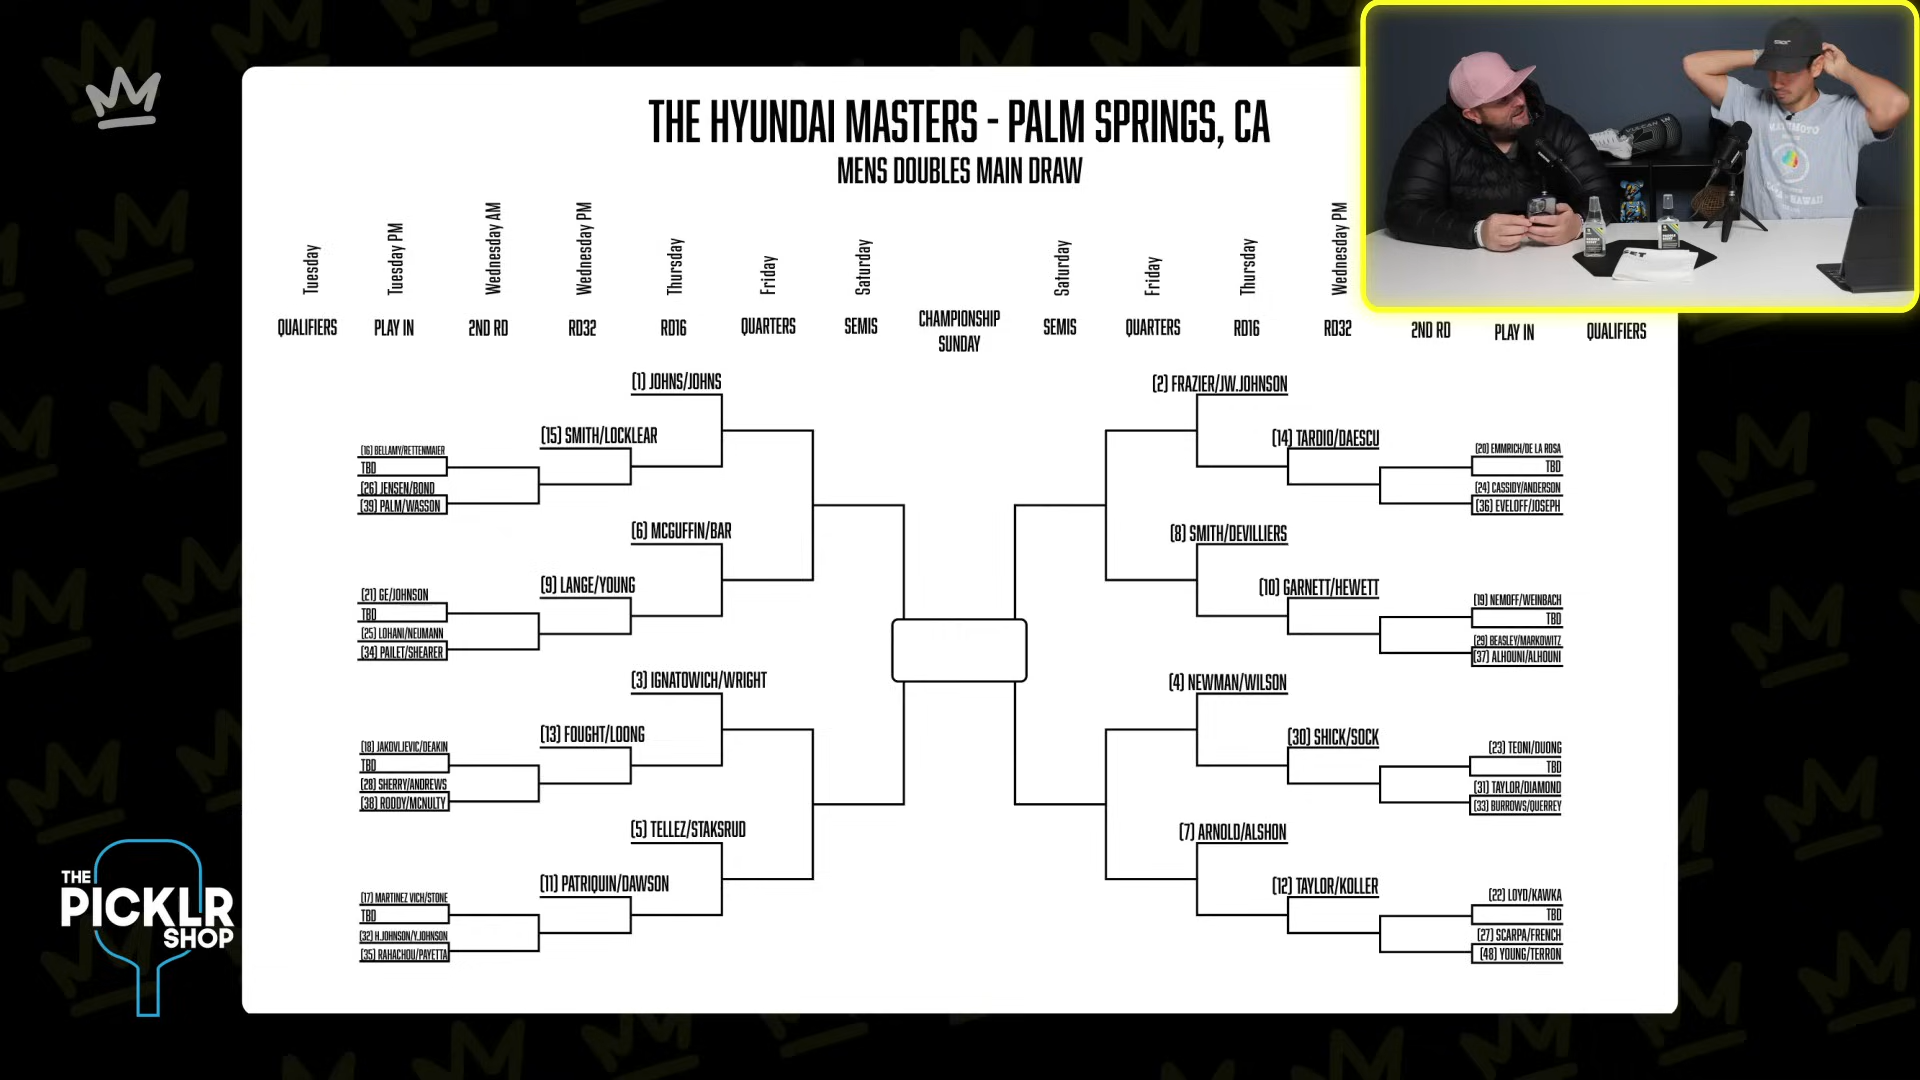 THE HYUNDAI MASTERS - PALM SPRINGS, CA
MENS DOUBLES MAIN DRAW
Tuesday
Tuesday PM
Wednesday AM
Wednesday PM
Thursday
Friday
Saturday
Saturday
Friday
Thursday
Wednesday PM
QUALIFIERS
PLAY IN
2ND RD
RD32
RD16
QUARTERS
SEMIS
CHAMPIONSHIP
SUNDAY
SEMIS
QUARTERS
RD16
RD32
2ND RD
PLAY IN
QUALIFIERS
(1) JOHNS/JOHNS
(15) SMITH/LOCKLEAR
(16) BELLAMY/RETTENMAIER
TBD
(26) JENSEN/BOND
(39) PALM/WASSON
(6) MCGUFFIN/BAR
(9) LANGE/YOUNG
(21) GE/JOHNSON
TBD
(25) LOHANI/NEUMANN
(34) PAILET/SHEARER
(3) IGNATOWICH/WRIGHT
(13) FOUGHT/LOONG
(18) JAKOVLJEVIC/DEAKIN
TBD
(28) SHERRY/ANDREWS
(38) RODDY/MCNULTY
(5) TELLEZ/STAKSRUD
(11) PATRIQUIN/DAWSON
(17) MARTINEZ VICH/STONE
TBD
(32) H.JOHNSON/Y.JOHNSON
(35) RAHACHOU/PAYETTA
(2) FRAZIER/JW.JOHNSON
(14) TARDIO/DAESCU
(20) EMMRICH/DE LA ROSA
TBD
(24) CASSIDY/ANDERSON
(36) EVELOFF/JOSEPH
(8) SMITH/DEVILLIERS
(10) GARNETT/HEWETT
(19) NEMOFF/WEINBACH
TBD
(29) BEASLEY/MARKOWITZ
(37) ALHOUNI/ALHOUNI
(4) NEWMAN/WILSON
(30) SHICK/SOCK
(23) TEONI/DUONG
TBD
(31) TAYLOR/DIAMOND
(33) BURROWS/QUERREY
(7) ARNOLD/ALSHON
(12) TAYLOR/KOLLER
(22) LOYD/KAWKA
TBD
(27) SCARPA/FRENCH
(48) YOUNG/TERRON
THE
PICKLR
SHOP